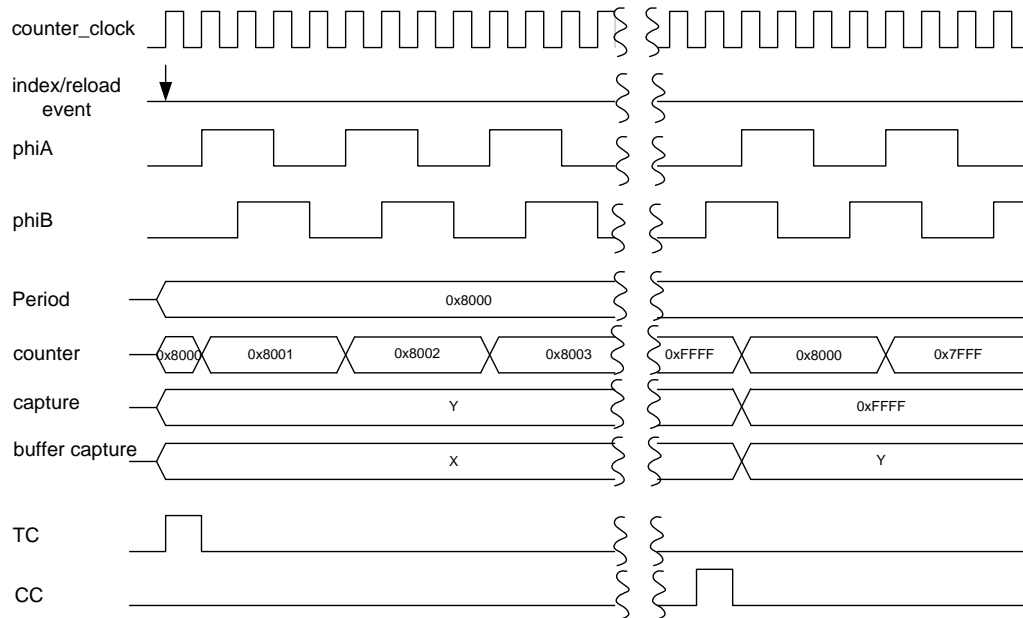 counter_clock
index/reload
event
phiA
phiB
Period
0x8000
counter
0x8000
0x8001
0x8002
0x8003
0xFFFF
0x8000
0x7FFF
capture
Y
0xFFFF
buffer capture
X
Y
TC
CC